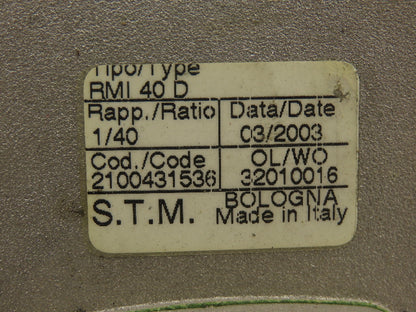 Tipo/Type
RMI 40 D
Rapp./Ratio Data/Date
1/40 03/2003
Cod./Code OL/WO
2100431536 32010016
S.T.M. BOLOGNA
Made in Italy